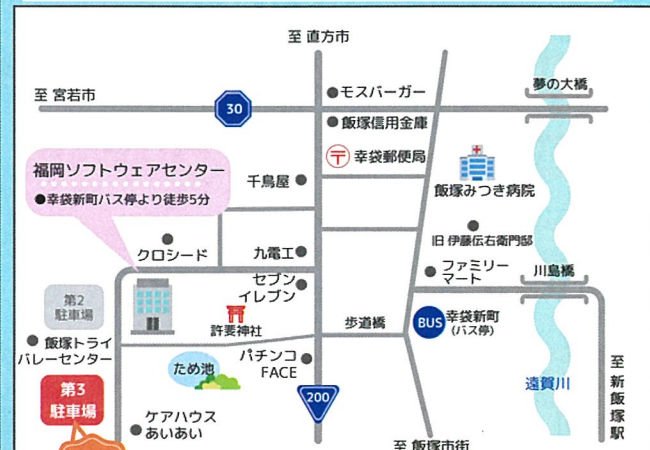 至 直方市
至 宮若市
30
モスバーガー
飯塚信用金庫
夢の大橋
〒 幸袋郵便局
福岡ソフトウェアセンター
●幸袋新町バス停より徒歩5分
千鳥屋
飯塚みつき病院
旧 伊藤伝右衛門邸
クロシード
九電工
セブン
イレブン
ファミリー
マート
川島橋
第2
駐車場
許斐神社
歩道橋
BUS
幸袋新町
(バス停)
飯塚トライ
バレーセンター
ため池
パチンコ
FACE
第3
駐車場
200
遠賀川
至 新飯塚駅
ケアハウス
あいあい
至 飯塚市街